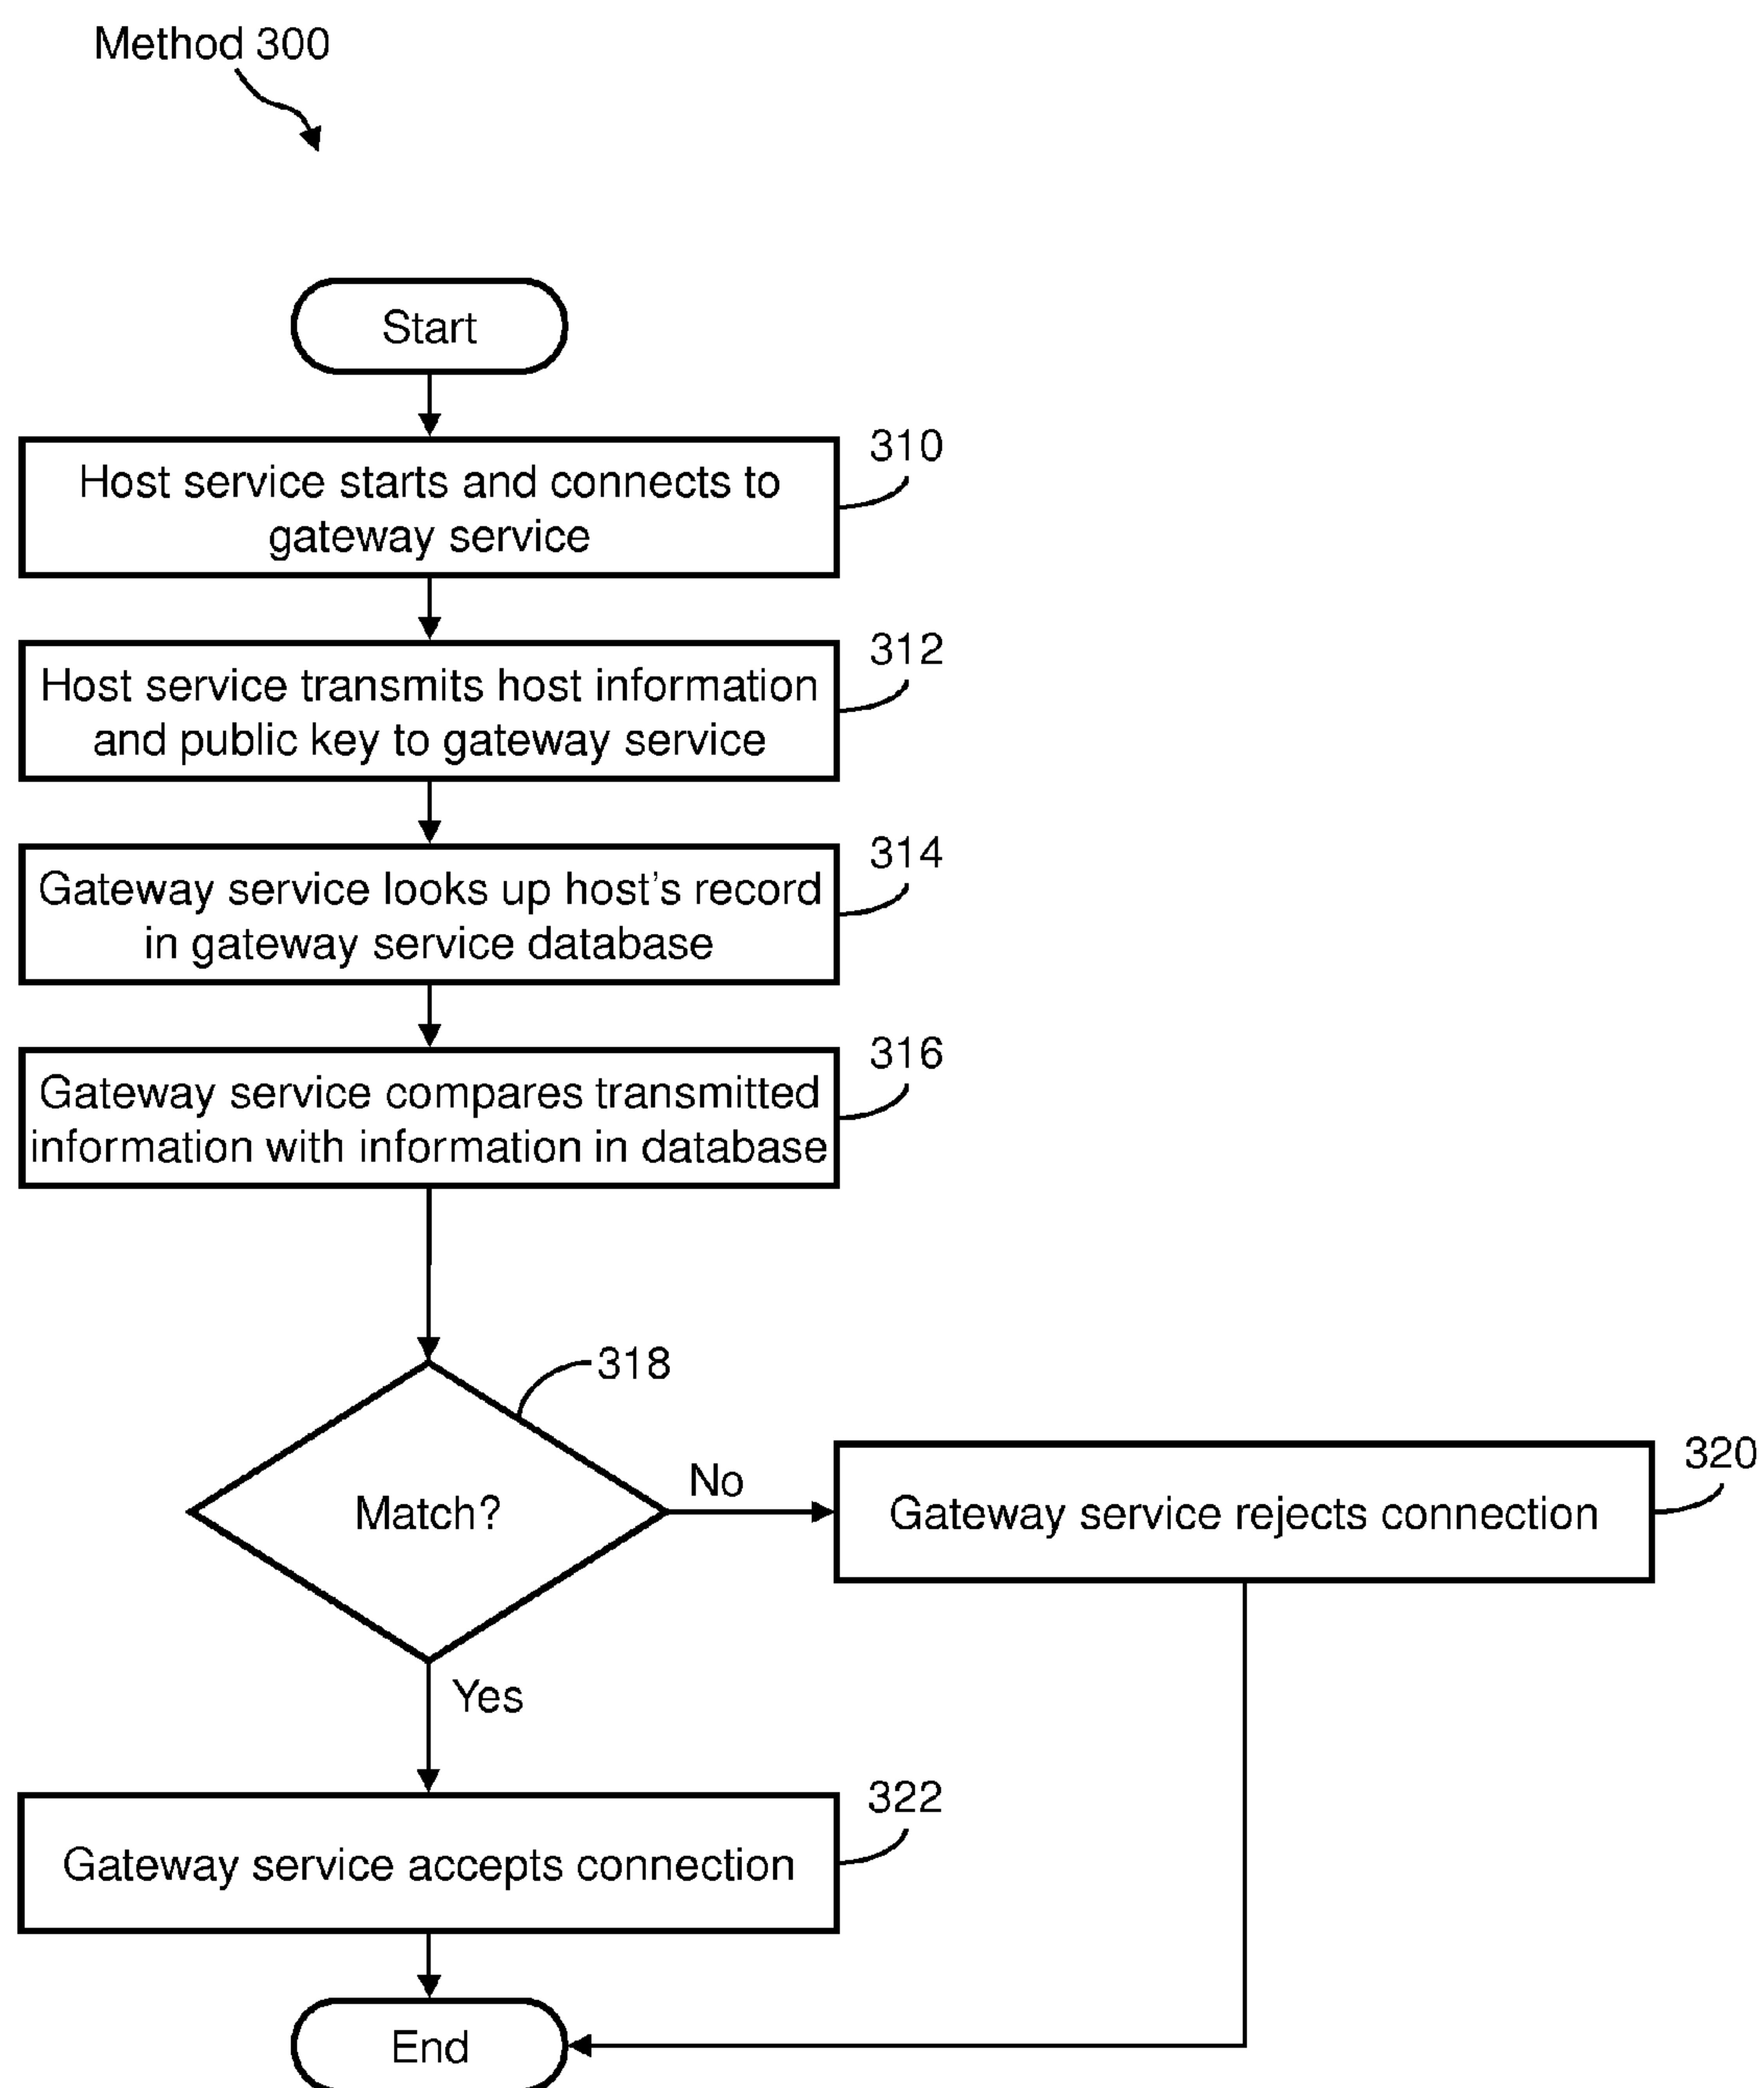 Method 300
Start
310
Host service starts and connects to
gateway service
312
Host service transmits host information
and public key to gateway service
314
Gateway service looks up host's record
in gateway service database
316
Gateway service compares transmitted
information with information in database
318
Match?
No
320
Gateway service rejects connection
Yes
322
Gateway service accepts connection
End